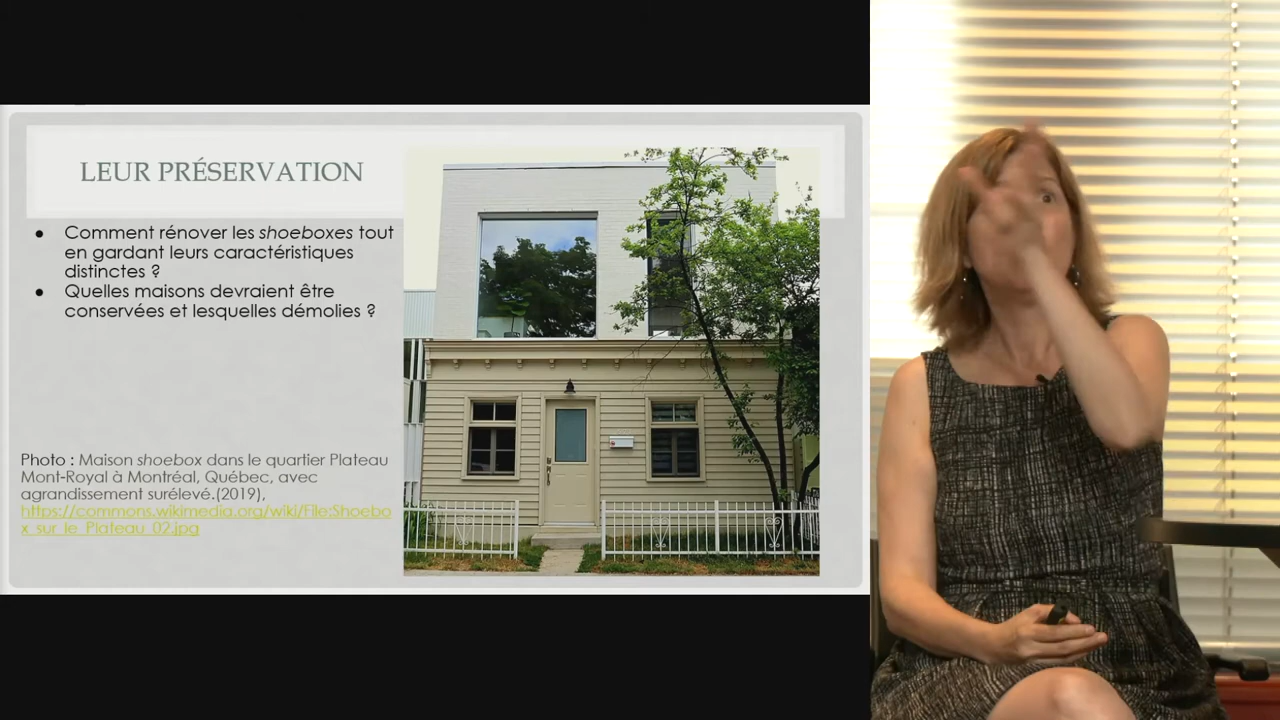 LEUR PRÉSERVATION
● Comment rénover les shoeboxes tout
en gardant leurs caractéristiques
distinctes ?
● Quelles maisons devraient être
conservées et lesquelles démolies ?
Photo : Maison shoebox dans le quartier Plateau
Mont-Royal à Montréal, Québec, avec
agrandissement surélevé.(2019),
https://commons.wikimedia.org/wiki/File:Shoebo
x_sur_le_Plateau_02.jpg